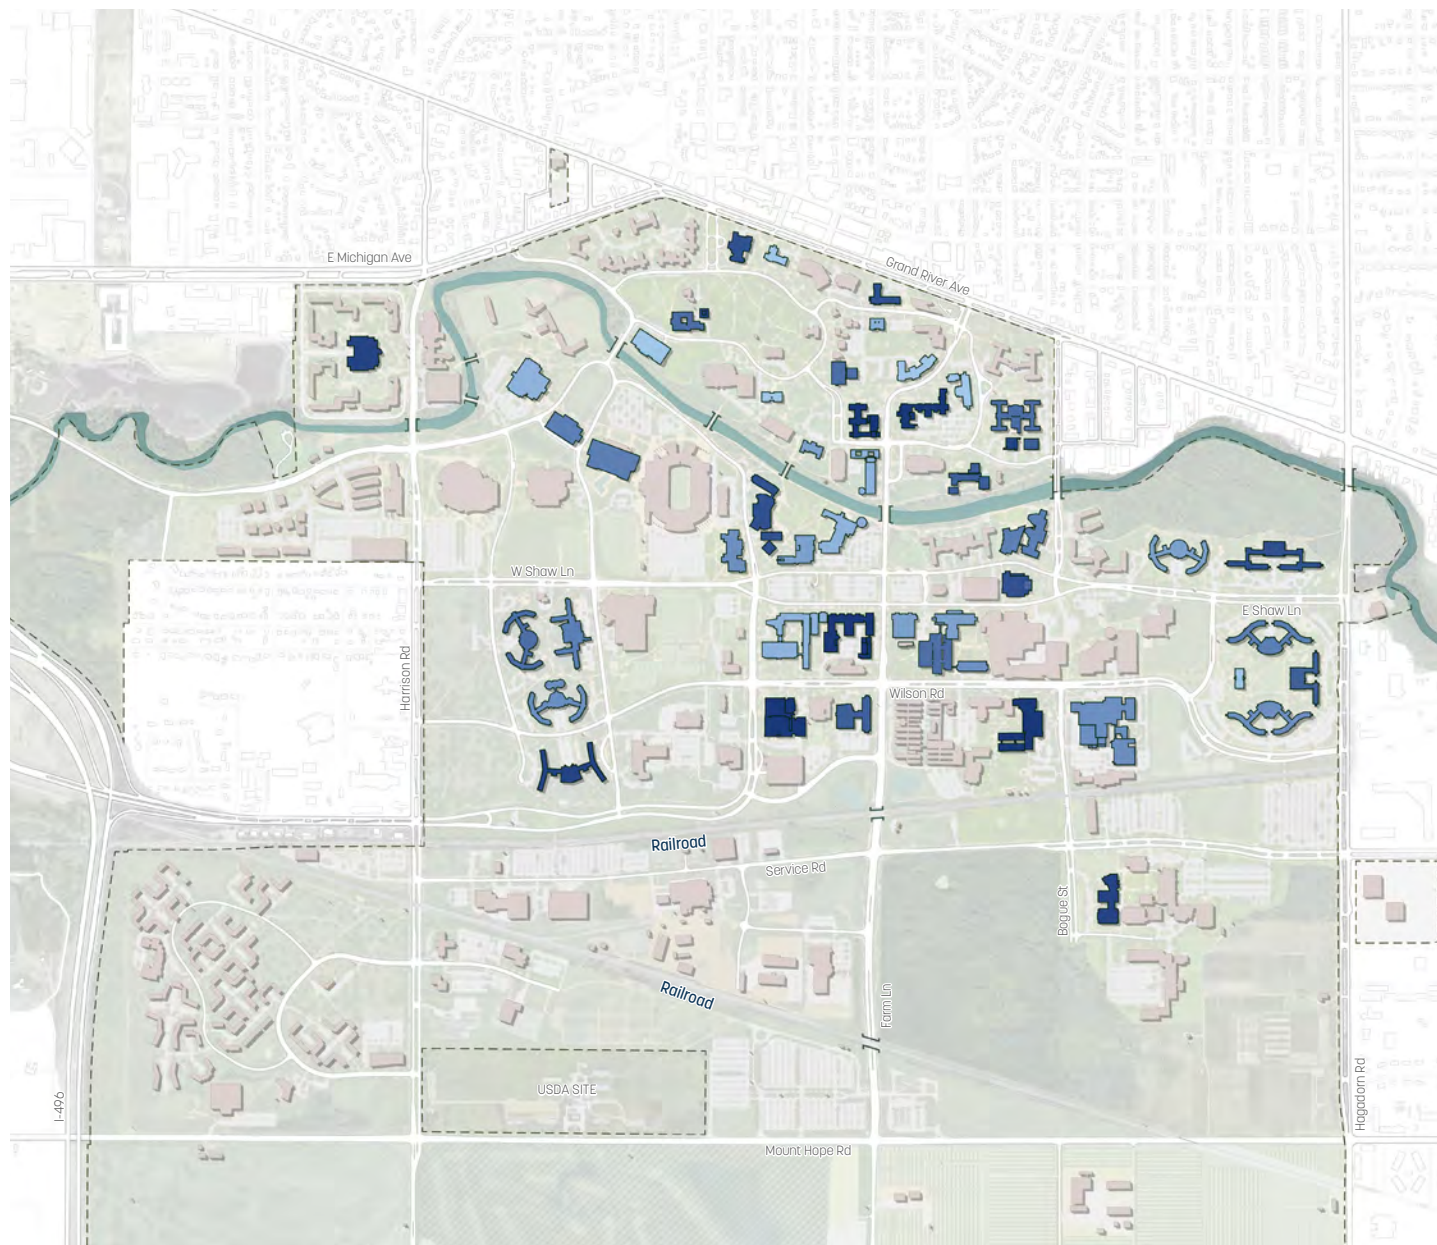 E Michigan Ave
Grand River Ave
W Shaw Ln
E Shaw Ln
Harrison Rd
Wilson Rd
Railroad
Service Rd
Bogue St
Railroad
Farm Ln
USDA SITE
I-496
Hagadorn Rd
Mount Hope Rd